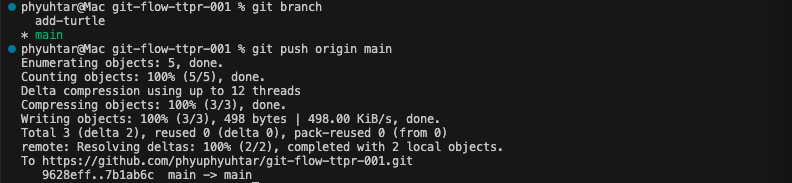 phyuhtar@Mac git-flow-ttpr-001 % git branch
add-turtle
* main
phyuhtar@Mac git-flow-ttpr-001 % git push origin main
Enumerating objects: 5, done.
Counting objects: 100% (5/5), done.
Delta compression using up to 12 threads
Compressing objects: 100% (3/3), done.
Writing objects: 100% (3/3), 498 bytes | 498.00 KiB/s, done.
Total 3 (delta 2), reused 0 (delta 0), pack-reused 0 (from 0)
remote: Resolving deltas: 100% (2/2), completed with 2 local objects.
To https://github.com/phyuphyuhtar/git-flow-ttpr-001.git
9628eff..7b1ab6c  main -> main